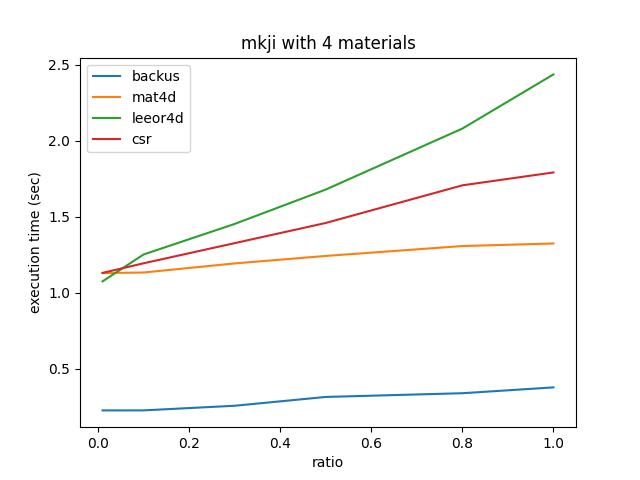 mkji with 4 materials
backus
mat4d
leeor4d
csr
execution time (sec)
2.5
2.0
1.5
1.0
0.5
0.0 0.2 0.4 0.6 0.8 1.0
ratio